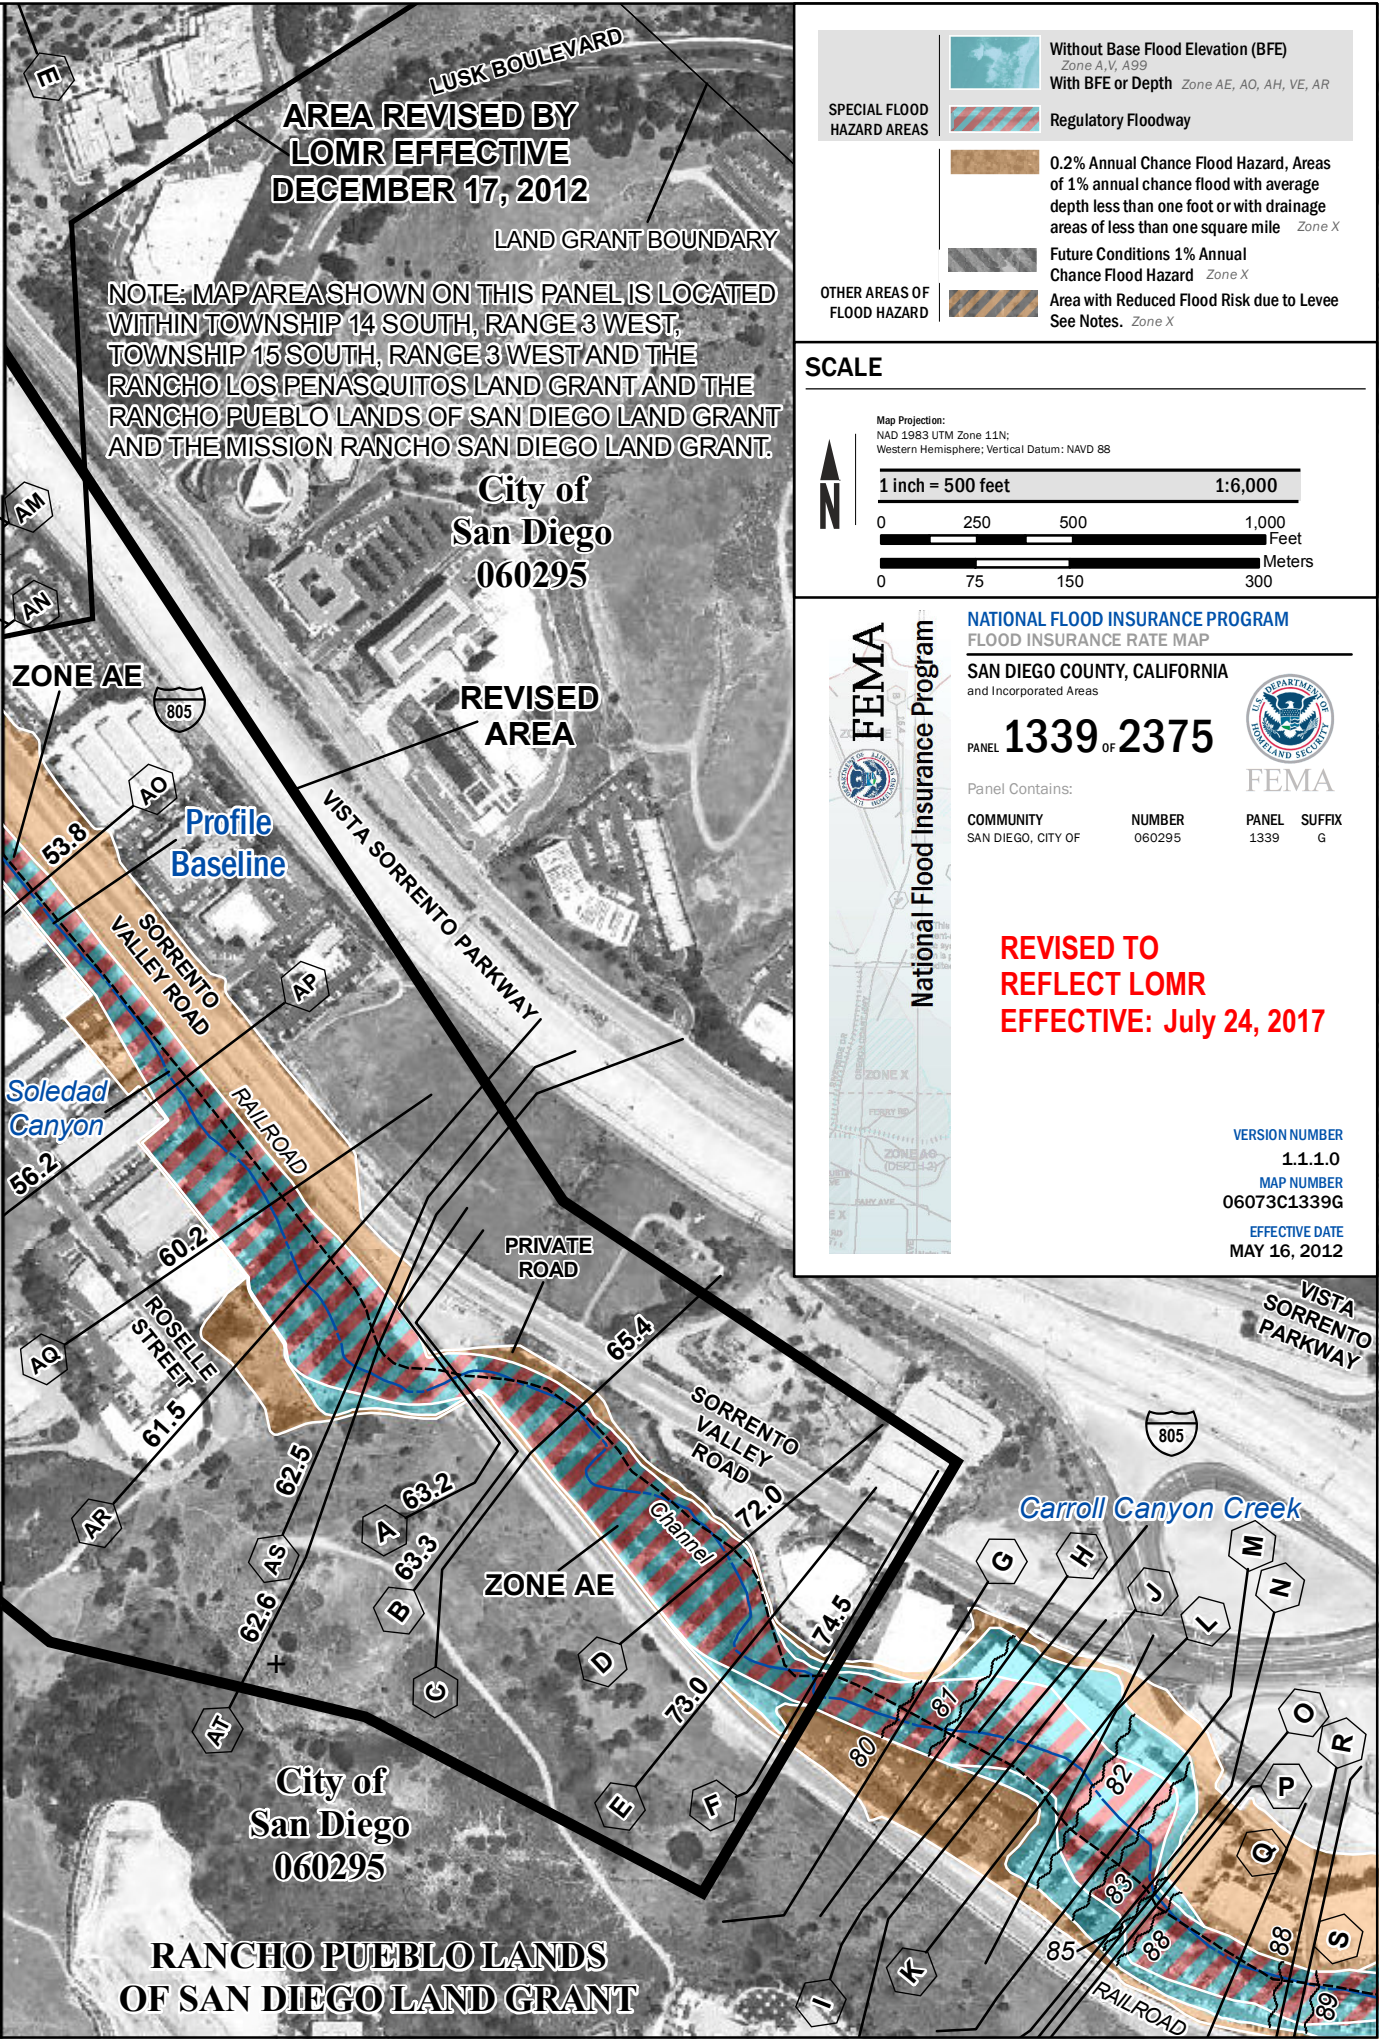 E
LUSK BOULEVARD
AREA REVISED BY
LOMR EFFECTIVE
DECEMBER 17, 2012
LAND GRANT BOUNDARY
NOTE: MAP AREA SHOWN ON THIS PANEL IS LOCATED
WITHIN TOWNSHIP 14 SOUTH, RANGE 3 WEST,
TOWNSHIP 15 SOUTH, RANGE 3 WEST AND THE
RANCHO LOS PENASQUITOS LAND GRANT AND THE
RANCHO PUEBLO LANDS OF SAN DIEGO LAND GRANT
AND THE MISSION RANCHO SAN DIEGO LAND GRANT.
City of
San Diego
060295
AM
AN
ZONE AE
805
REVISED
AREA
AO
53.8
Profile
Baseline
VISTA SORRENTO PARKWAY
SORRENTO
VALLEY ROAD
AP
Soledad
Canyon
RAILROAD
56.2
60.2
PRIVATE
ROAD
65.4
ROSELLE
STREET
AQ
61.5
AR
62.5
AS
62.6
AT
A
63.2
63.3
B
C
ZONE AE
Channel
SORRENTO
VALLEY
ROAD
72.0
D
73.0
74.5
E
F
City of
San Diego
060295
RANCHO PUEBLO LANDS
OF SAN DIEGO LAND GRANT
SPECIAL FLOOD
HAZARD AREAS
Without Base Flood Elevation (BFE)
Zone A,V, A99
With BFE or Depth Zone AE, AO, AH, VE, AR
Regulatory Floodway
0.2% Annual Chance Flood Hazard, Areas
of 1% annual chance flood with average
depth less than one foot or with drainage
areas of less than one square mile Zone X
Future Conditions 1% Annual
Chance Flood Hazard Zone X
OTHER AREAS OF
FLOOD HAZARD
Area with Reduced Flood Risk due to Levee
See Notes. Zone X
SCALE
Map Projection:
NAD 1983 UTM Zone 11N;
Western Hemisphere; Vertical Datum: NAVD 88
N
1 inch = 500 feet 1:6,000
0 250 500 1,000
Feet
Meters
0 75 150 300
FEMA
National Flood Insurance Program
ZONE X
FERRY RD
ZONE AO
NATIONAL FLOOD INSURANCE PROGRAM
FLOOD INSURANCE RATE MAP
SAN DIEGO COUNTY, CALIFORNIA
and Incorporated Areas
PANEL 1339 OF 2375
U.S. DEPARTMENT OF
HOMELAND SECURITY
FEMA
Panel Contains:
COMMUNITY NUMBER PANEL SUFFIX
SAN DIEGO, CITY OF 060295 1339 G
REVISED TO
REFLECT LOMR
EFFECTIVE: July 24, 2017
VERSION NUMBER
1.1.1.0
MAP NUMBER
06073C1339G
EFFECTIVE DATE
MAY 16, 2012
VISTA
SORRENTO
PARKWAY
805
Carroll Canyon Creek
G
H
J
L
M
N
O
R
P
Q
S
80
81
82
83
85
88
88
89
I
K
RAILROAD